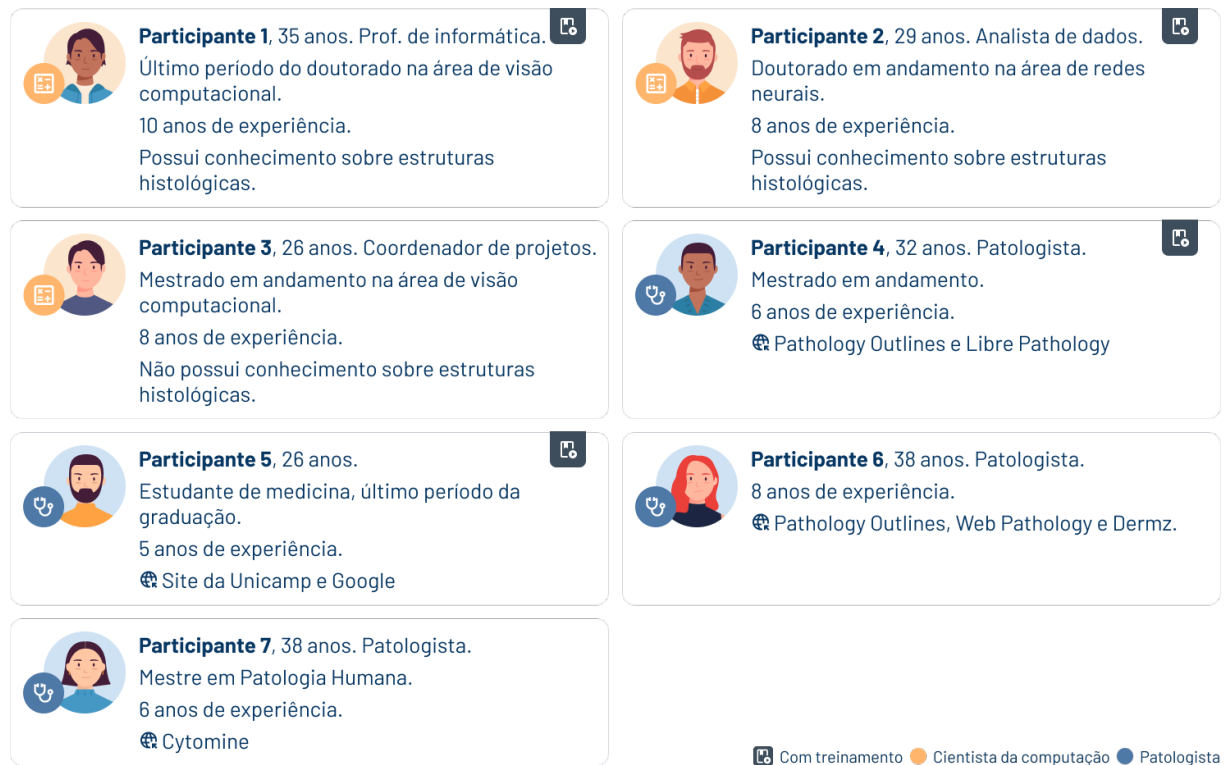 Participante 1, 35 anos. Prof. de informática.
Último período do doutorado na área de visão
computacional.
10 anos de experiência.
Possui conhecimento sobre estruturas
histológicas.
Participante 2, 29 anos. Analista de dados.
Doutorado em andamento na área de redes
neurais.
8 anos de experiência.
Possui conhecimento sobre estruturas
histológicas.
Participante 3, 26 anos. Coordenador de projetos.
Mestrado em andamento na área de visão
computacional.
8 anos de experiência.
Não possui conhecimento sobre estruturas
histológicas.
Participante 4, 32 anos. Patologista.
Mestrado em andamento.
6 anos de experiência.
Pathology Outlines e Libre Pathology
Participante 5, 26 anos.
Estudante de medicina, último período da
graduação.
5 anos de experiência.
Site da Unicamp e Google
Participante 6, 38 anos. Patologista.
8 anos de experiência.
Pathology Outlines, Web Pathology e Dermz.
Participante 7, 38 anos. Patologista.
Mestre em Patologia Humana.
6 anos de experiência.
Cytomine
Com treinamento Cientista da computação Patologista